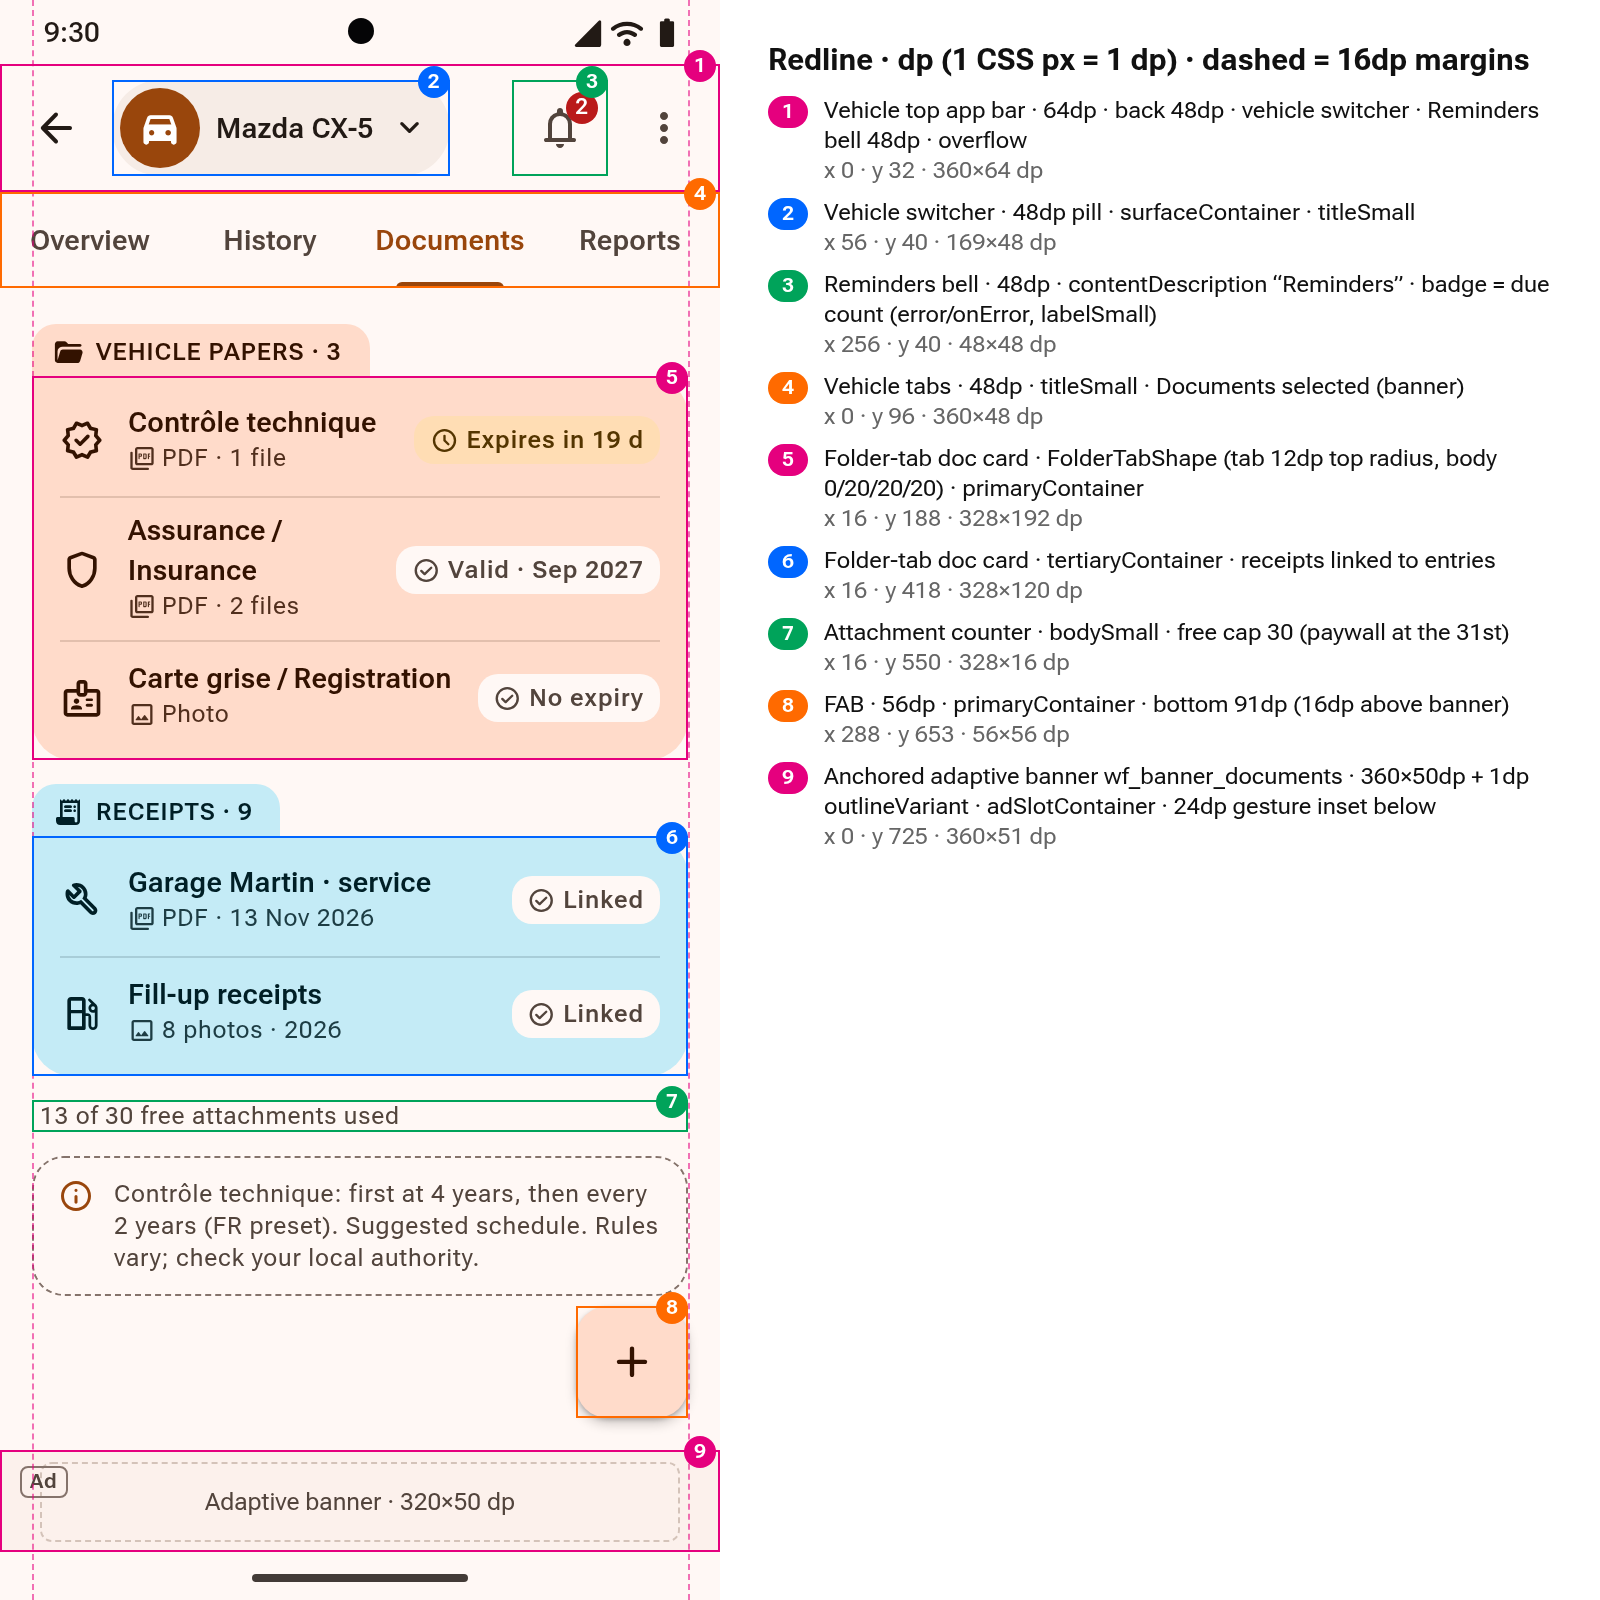 9:30
1
2
3
2
Mazda CX-5
4
Overview
History
Documents
Reports
VEHICLE PAPERS · 3
5
Contrôle technique
PDF · 1 file
Expires in 19 d
Assurance /
Insurance
PDF · 2 files
Valid · Sep 2027
Carte grise / Registration
Photo
No expiry
RECEIPTS · 9
6
Garage Martin · service
PDF · 13 Nov 2026
Linked
Fill-up receipts
8 photos · 2026
Linked
7
13 of 30 free attachments used
Contrôle technique: first at 4 years, then every
2 years (FR preset). Suggested schedule. Rules
vary; check your local authority.
8
9
Ad
Adaptive banner · 320×50 dp
Redline · dp (1 CSS px = 1 dp) · dashed = 16dp margins
1 Vehicle top app bar · 64dp · back 48dp · vehicle switcher · Reminders
bell 48dp · overflow
x 0 · y 32 · 360×64 dp
2 Vehicle switcher · 48dp pill · surfaceContainer · titleSmall
x 56 · y 40 · 169×48 dp
3 Reminders bell · 48dp · contentDescription “Reminders” · badge = due
count (error/onError, labelSmall)
x 256 · y 40 · 48×48 dp
4 Vehicle tabs · 48dp · titleSmall · Documents selected (banner)
x 0 · y 96 · 360×48 dp
5 Folder-tab doc card · FolderTabShape (tab 12dp top radius, body
0/20/20/20) · primaryContainer
x 16 · y 188 · 328×192 dp
6 Folder-tab doc card · tertiaryContainer · receipts linked to entries
x 16 · y 418 · 328×120 dp
7 Attachment counter · bodySmall · free cap 30 (paywall at the 31st)
x 16 · y 550 · 328×16 dp
8 FAB · 56dp · primaryContainer · bottom 91dp (16dp above banner)
x 288 · y 653 · 56×56 dp
9 Anchored adaptive banner wf_banner_documents · 360×50dp + 1dp
outlineVariant · adSlotContainer · 24dp gesture inset below
x 0 · y 725 · 360×51 dp